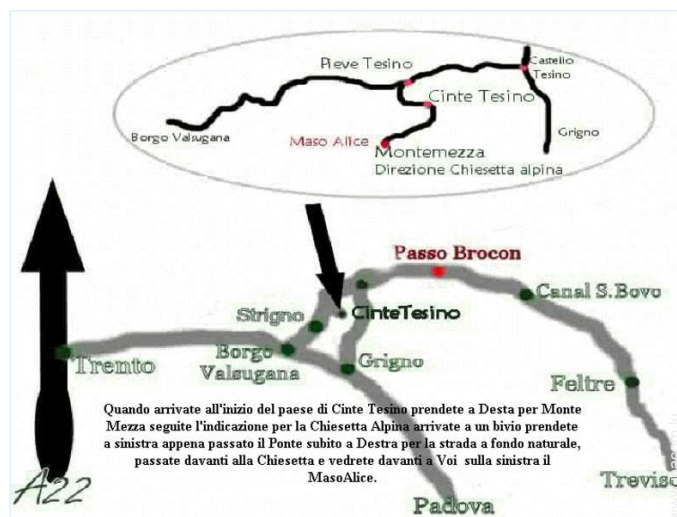 Pieve Tesino
Castello
Tesino
Cinte Tesino
Borgo Valsugana
Maso Alice
Grigno
Montemezza
Direzione Chiesetta alpina
Passo Brocon
Canal S.Bovo
Strigno
CinteTesino
Trento
Borgo
Valsugana
Grigno
Feltre
Quando arrivate all'inizio del paese di Cinte Tesino prendete a Desta per Monte
Mezza seguite l'indicazione per la Chiesetta Alpina arrivate a un bivio prendete
a sinistra appena passato il Ponte subito a Destra per la strada a fondo naturale,
passate davanti alla Chiesetta e vedrete davanti a Voi sulla sinistra il
MasoAlice.
A22
Padova
Treviso